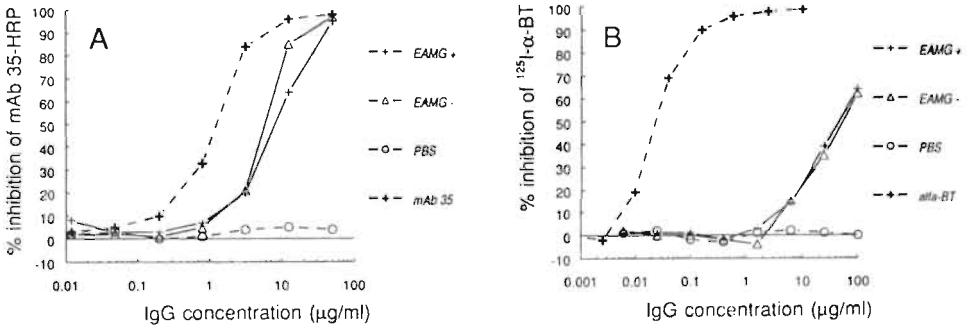 A
% inhibition of mAb 35-HRP
100
90
80
70
60
50
40
30
20
10
0
-10
0.01
0.1
1
10
100
IgG concentration (μg/ml)
EAMG +
EAMG -
PBS
mAb 35
B
% inhibition of ¹²⁵I-α-BT
100
90
80
70
60
50
40
30
20
10
0
-10
0.001
0.01
0.1
1
10
100
IgG concentration (μg/ml)
EAMG +
EAMG -
PBS
alfa-BT